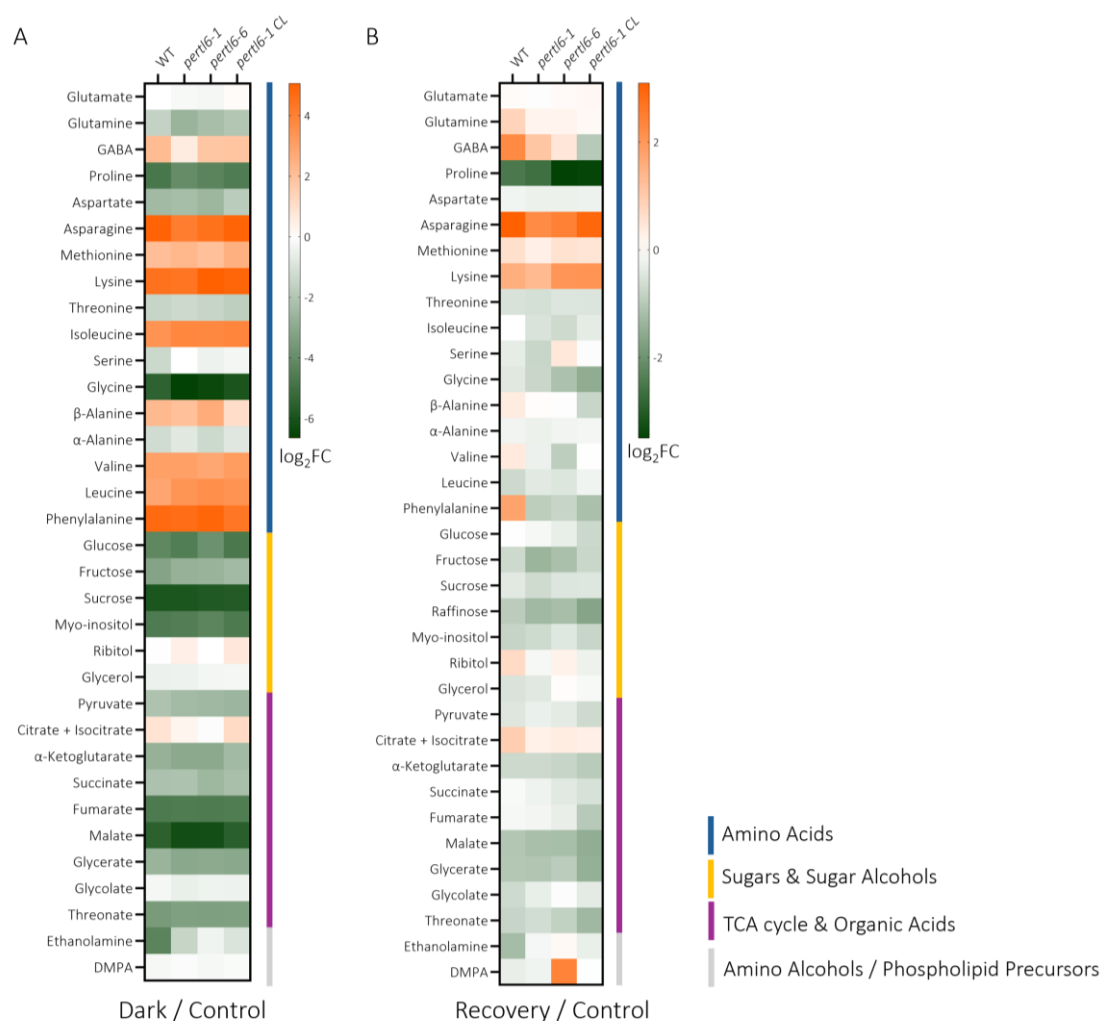 A
WT
pertl6-1
pertl6-6
pertl6-1 CL
Glutamate
Glutamine
GABA
Proline
Aspartate
Asparagine
Methionine
Lysine
Threonine
Isoleucine
Serine
Glycine
β-Alanine
α-Alanine
Valine
Leucine
Phenylalanine
Glucose
Fructose
Sucrose
Myo-inositol
Ribitol
Glycerol
Pyruvate
Citrate + Isocitrate
α-Ketoglutarate
Succinate
Fumarate
Malate
Glycerate
Glycolate
Threonate
Ethanolamine
DMPA
4
2
0
-2
-4
-6
log₂FC
Dark / Control
B
WT
pertl6-1
pertl6-6
pertl6-1 CL
Glutamate
Glutamine
GABA
Proline
Aspartate
Asparagine
Methionine
Lysine
Threonine
Isoleucine
Serine
Glycine
β-Alanine
α-Alanine
Valine
Leucine
Phenylalanine
Glucose
Fructose
Sucrose
Raffinose
Myo-inositol
Ribitol
Glycerol
Pyruvate
Citrate + Isocitrate
α-Ketoglutarate
Succinate
Fumarate
Malate
Glycerate
Glycolate
Threonate
Ethanolamine
DMPA
2
0
-2
log₂FC
Recovery / Control
Amino Acids
Sugars & Sugar Alcohols
TCA cycle & Organic Acids
Amino Alcohols / Phospholipid Precursors